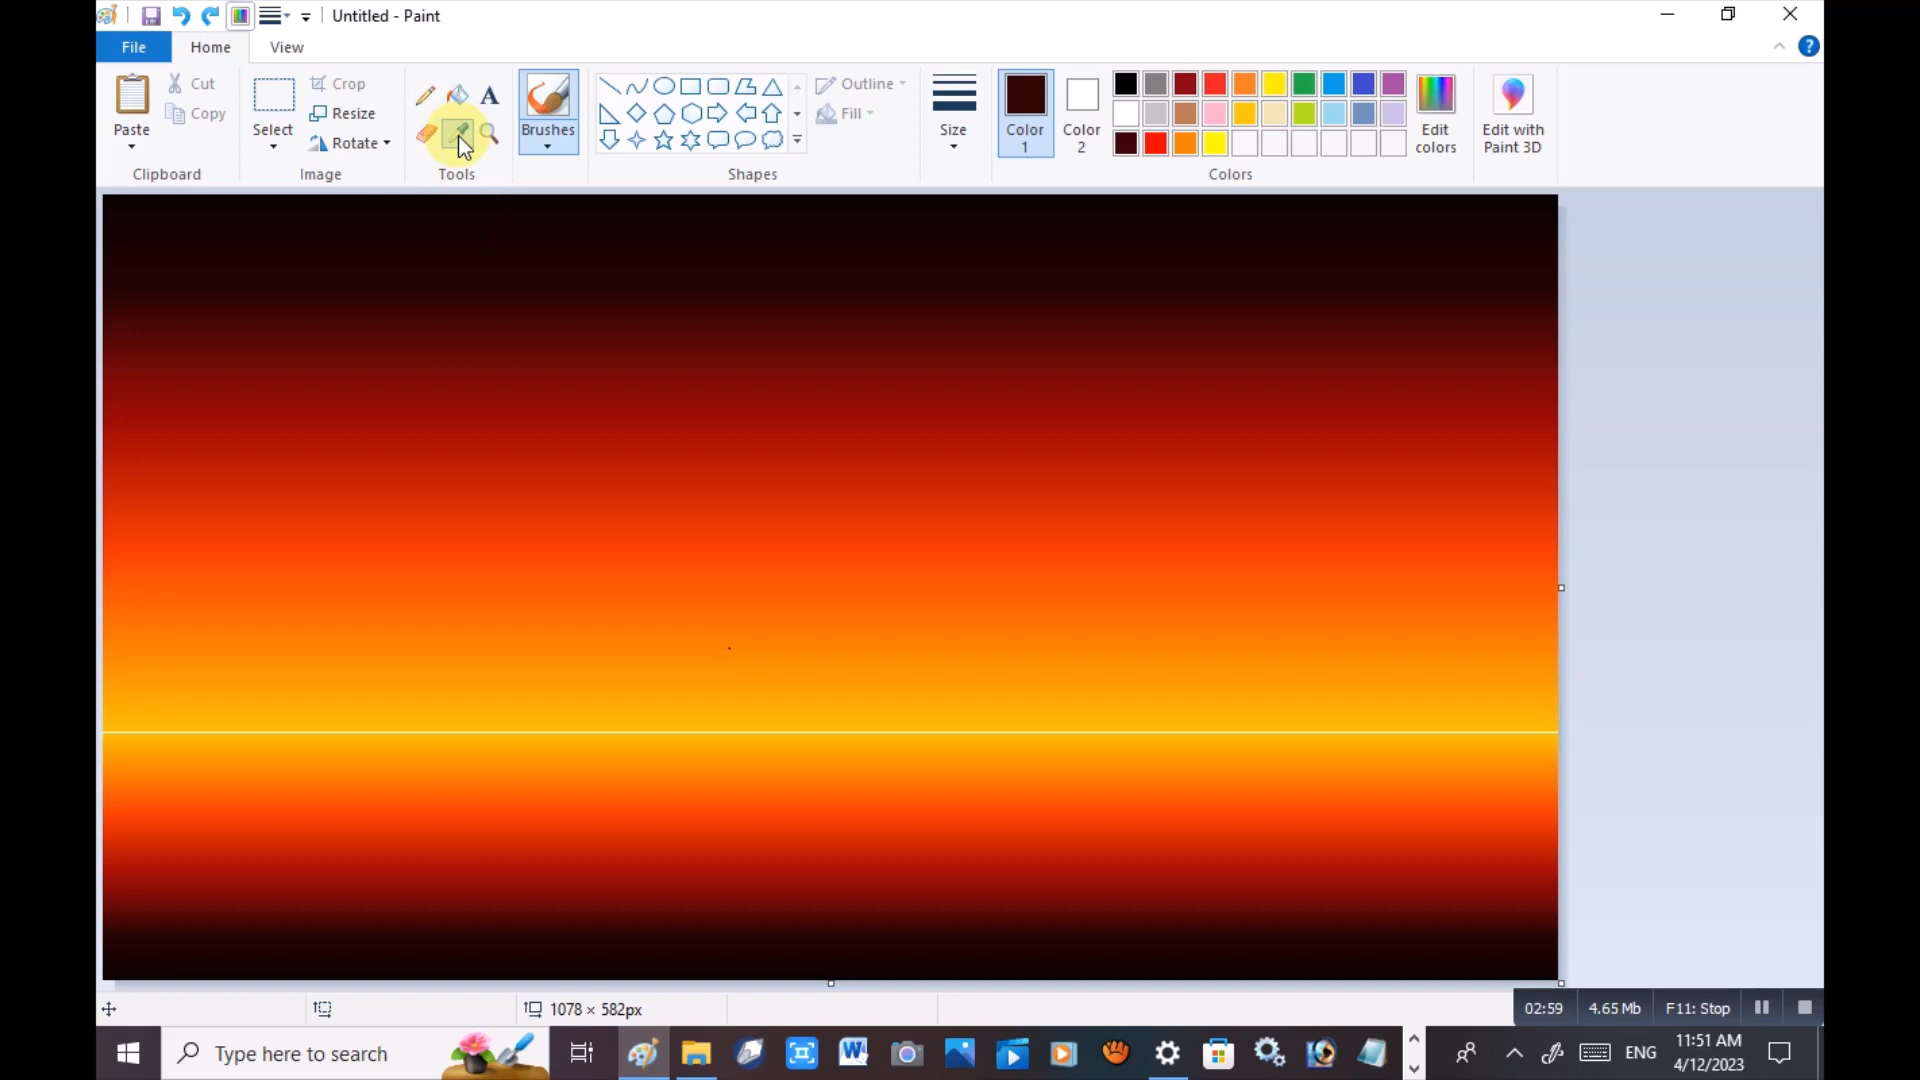 Untitled - Paint
File Home View
Cut
Copy
Paste
Clipboard
Crop
Resize
Rotate
Select
Image
A
Tools
Brushes
Outline
Fill
Shapes
Size
Color 1
Color 2
Edit colors
Edit with Paint 3D
Colors
1078 × 582px
02:59 4.65 Mb F11: Stop
Type here to search
W
ENG
11:51 AM
4/12/2023